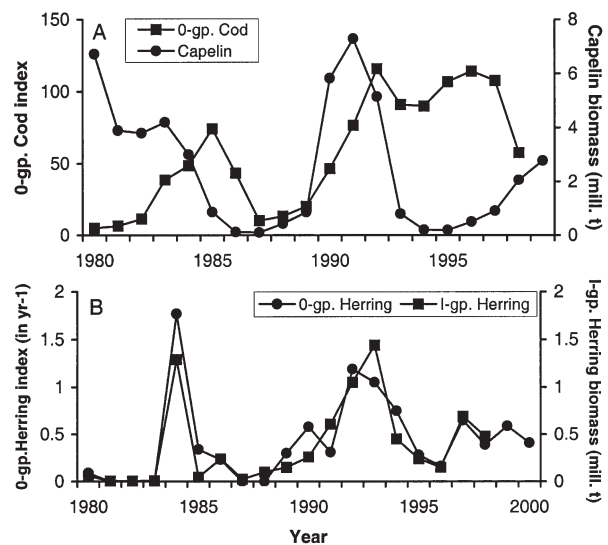 A
0-gp. Cod
Capelin
0-gp. Cod index
150
100
50
0
Capelin biomass (mill. t)
8
6
4
2
0
1980 1985 1990 1995
B
0-gp. Herring I-gp. Herring
0-gp.Herring index (in yr-1)
2
1.5
1
0.5
0
I-gp. Herring biomass (mill. t)
2
1.5
1
0.5
0
1980 1985 1990 1995 2000
Year